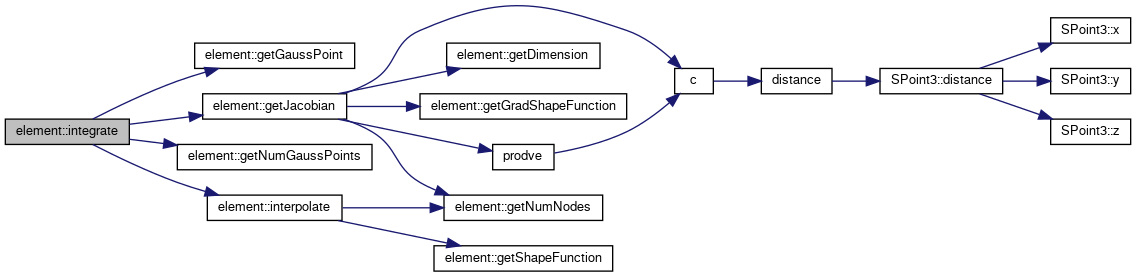 element::integrate
element::getGaussPoint
element::getJacobian
element::getNumGaussPoints
element::interpolate
element::getDimension
element::getGradShapeFunction
prodve
element::getNumNodes
element::getShapeFunction
c
distance
SPoint3::distance
SPoint3::x
SPoint3::y
SPoint3::z